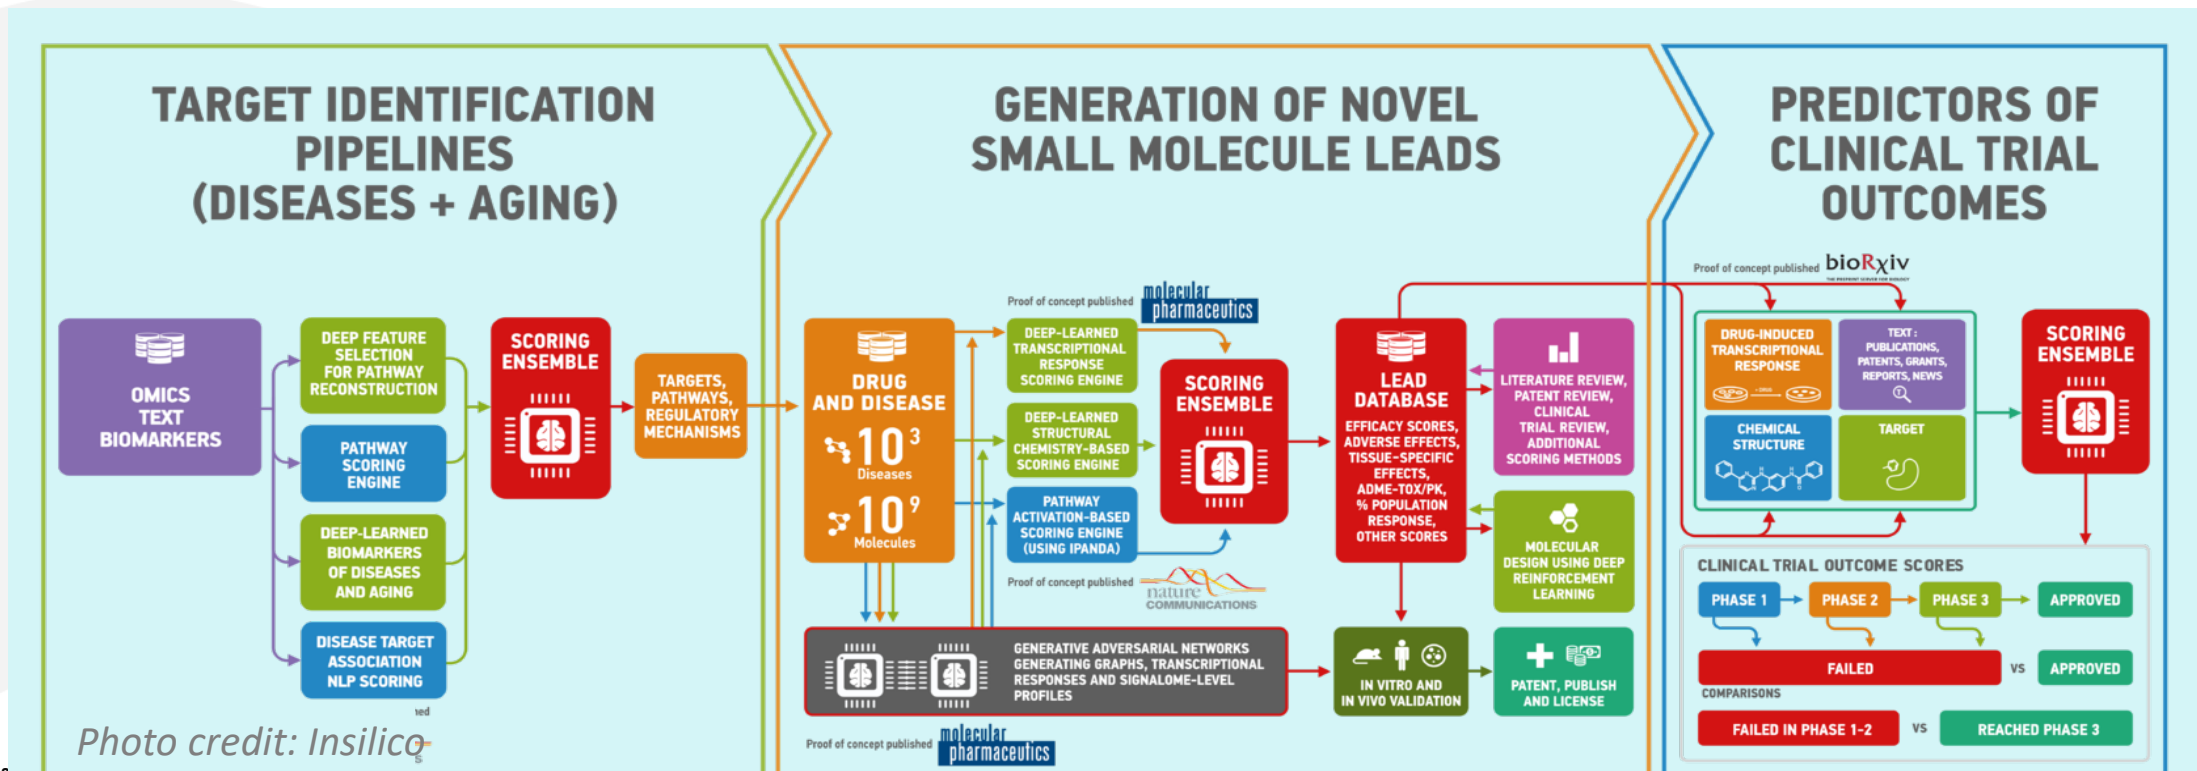 TARGET IDENTIFICATION
PIPELINES
(DISEASES + AGING)
OMICS
TEXT
BIOMARKERS
DEEP FEATURE
SELECTION
FOR PATHWAY
RECONSTRUCTION
PATHWAY
SCORING
ENGINE
DEEP-LEARNED
BIOMARKERS
OF DISEASES
AND AGING
DISEASE TARGET
ASSOCIATION
NLP SCORING
SCORING
ENSEMBLE
TARGETS,
PATHWAYS,
REGULATORY
MECHANISMS
Photo credit: Insilico
GENERATION OF NOVEL
SMALL MOLECULE LEADS
DRUG
AND DISEASE
10 3
Diseases
10 9
Molecules
Proof of concept published
molecular
pharmaceutics
DEEP-LEARNED
TRANSCRIPTIONAL
RESPONSE
SCORING ENGINE
DEEP-LEARNED
STRUCTURAL
CHEMISTRY-BASED
SCORING ENGINE
PATHWAY
ACTIVATION-BASED
SCORING ENGINE
(USING IPANDA)
Proof of concept published
nature
COMMUNICATIONS
SCORING
ENSEMBLE
LEAD
DATABASE
EFFICACY SCORES,
ADVERSE EFFECTS,
TISSUE-SPECIFIC
EFFECTS,
ADME-TOX/PK,
% POPULATION
RESPONSE,
OTHER SCORES
LITERATURE REVIEW,
PATENT REVIEW,
CLINICAL
TRIAL REVIEW,
ADDITIONAL
SCORING METHODS
MOLECULAR
DESIGN USING DEEP
REINFORCEMENT
LEARNING
GENERATIVE ADVERSARIAL NETWORKS
GENERATING GRAPHS, TRANSCRIPTIONAL
RESPONSES AND SIGNALOME-LEVEL
PROFILES
IN VITRO AND
IN VIVO VALIDATION
PATENT, PUBLISH
AND LICENSE
Proof of concept published
molecular
pharmaceutics
PREDICTORS OF
CLINICAL TRIAL
OUTCOMES
Proof of concept published
bioRxiv
DRUG-INDUCED
TRANSCRIPTIONAL
RESPONSE
+ DRUG
TEXT :
PUBLICATIONS,
PATENTS, GRANTS,
REPORTS, NEWS
CHEMICAL
STRUCTURE
TARGET
SCORING
ENSEMBLE
CLINICAL TRIAL OUTCOME SCORES
PHASE 1
PHASE 2
PHASE 3
APPROVED
FAILED
VS
APPROVED
COMPARISONS
FAILED IN PHASE 1-2
VS
REACHED PHASE 3